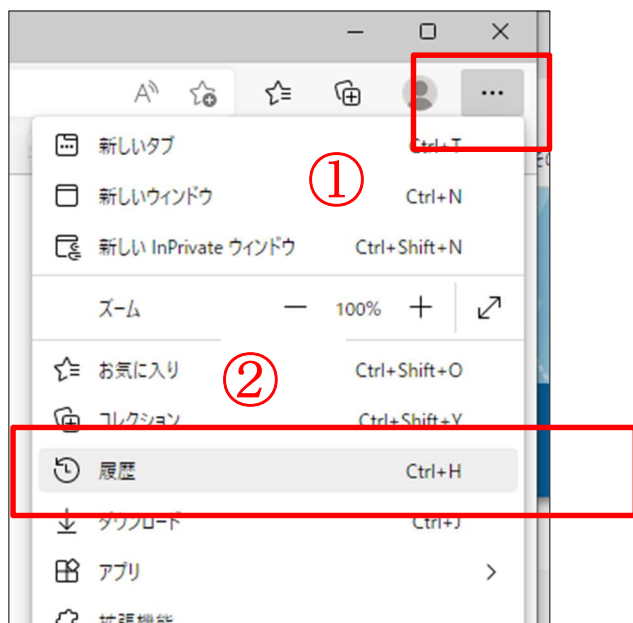 新しいタブ Ctrl+T
①
新しいウィンドウ Ctrl+N
新しい InPrivate ウィンドウ Ctrl+Shift+N
ズーム 100%
お気に入り Ctrl+Shift+O
②
コレクション Ctrl+Shift+Y
履歴 Ctrl+H
ダウンロード Ctrl+J
アプリ
拡張機能